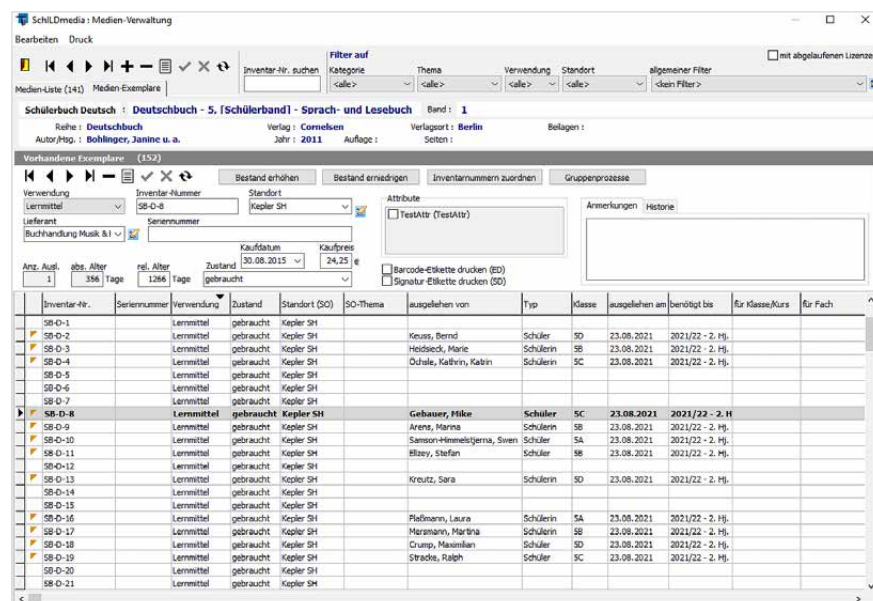 SchILDmedia : Medien-Verwaltung
Bearbeiten Druck
Inventar-Nr. suchen
Filter auf
Kategorie Thema Verwendung Standort allgemeiner Filter
<alle> <alle> <alle> <alle> <kein Filter>
mit abgelaufenen Lizenze
Medien-Liste (141) Medien-Exemplare
Schülerbuch Deutsch : Deutschbuch - 5. [Schülerband] - Sprach- und Lesebuch Band : 1
Reihe : Deutschbuch Verlag : Cornelsen Verlagsort : Berlin Beilagen :
Autor/Hsg. : Bohlinger, Janine u. a. Jahr : 2011 Auflage : Seiten :
Vorhandene Exemplare (152)
Bestand erhöhen Bestand erniedrigen Inventarnummern zuordnen Gruppenprozesse
Verwendung Inventar-Nummer Standort
Lernmittel SB-D-8 Kepler SH
Lieferant Seriennummer
Buchhandlung Musik &
Kaufdatum Kaufpreis
30.08.2015 24,25 €
Anz. Ausl. abs. Alter rel. Alter Zustand
1 386 Tage 1266 Tage gebraucht
Attribute
TestAttr (TestAttr)
Barcode-Etikette drucken (ED)
Signatur-Etikette drucken (SD)
Anmerkungen Historie
Inventar-Nr. Seriennummer Verwendung Zustand Standort (SO) SO-Thema ausgeliehen von Typ Klasse ausgeliehen am benötigt bis für Klasse/Kurs für Fach
SB-D-1 Lernmittel gebraucht Kepler SH
SB-D-2 Lernmittel gebraucht Kepler SH Keuss, Bernd Schüler 5D 23.08.2021 2021/22 - 2. Hj.
SB-D-3 Lernmittel gebraucht Kepler SH Heidsieck, Marie Schülerin 5B 23.08.2021 2021/22 - 2. Hj.
SB-D-4 Lernmittel gebraucht Kepler SH Öchsle, Kathrin, Katrin Schülerin 5C 23.08.2021 2021/22 - 2. Hj.
SB-D-5 Lernmittel gebraucht Kepler SH
SB-D-6 Lernmittel gebraucht Kepler SH
SB-D-7 Lernmittel gebraucht Kepler SH
SB-D-8 Lernmittel gebraucht Kepler SH Gebauer, Mike Schüler 5C 23.08.2021 2021/22 - 2. H
SB-D-9 Lernmittel gebraucht Kepler SH Arens, Marina Schülerin 5B 23.08.2021 2021/22 - 2. Hj.
SB-D-10 Lernmittel gebraucht Kepler SH Samson-Himmelstjerna, Swen Schüler 5A 23.08.2021 2021/22 - 2. Hj.
SB-D-11 Lernmittel gebraucht Kepler SH Ellzey, Stefan Schüler 5B 23.08.2021 2021/22 - 2. Hj.
SB-D-12 Lernmittel gebraucht Kepler SH
SB-D-13 Lernmittel gebraucht Kepler SH Kreutz, Sara Schülerin 5D 23.08.2021 2021/22 - 2. Hj.
SB-D-14 Lernmittel gebraucht Kepler SH
SB-D-15 Lernmittel gebraucht Kepler SH
SB-D-16 Lernmittel gebraucht Kepler SH Plaßmann, Laura Schülerin 5A 23.08.2021 2021/22 - 2. Hj.
SB-D-17 Lernmittel gebraucht Kepler SH Mersmann, Martina Schülerin 5B 23.08.2021 2021/22 - 2. Hj.
SB-D-18 Lernmittel gebraucht Kepler SH Crump, Maximilian Schüler 5D 23.08.2021 2021/22 - 2. Hj.
SB-D-19 Lernmittel gebraucht Kepler SH Stracke, Ralph Schüler 5C 23.08.2021 2021/22 - 2. Hj.
SB-D-20 Lernmittel gebraucht Kepler SH
SB-D-21 Lernmittel gebraucht Kepler SH